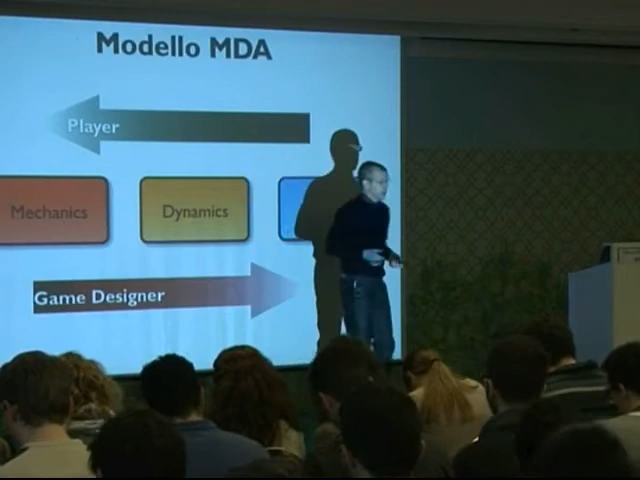 Modello MDA
Player
Mechanics
Dynamics
Game Designer